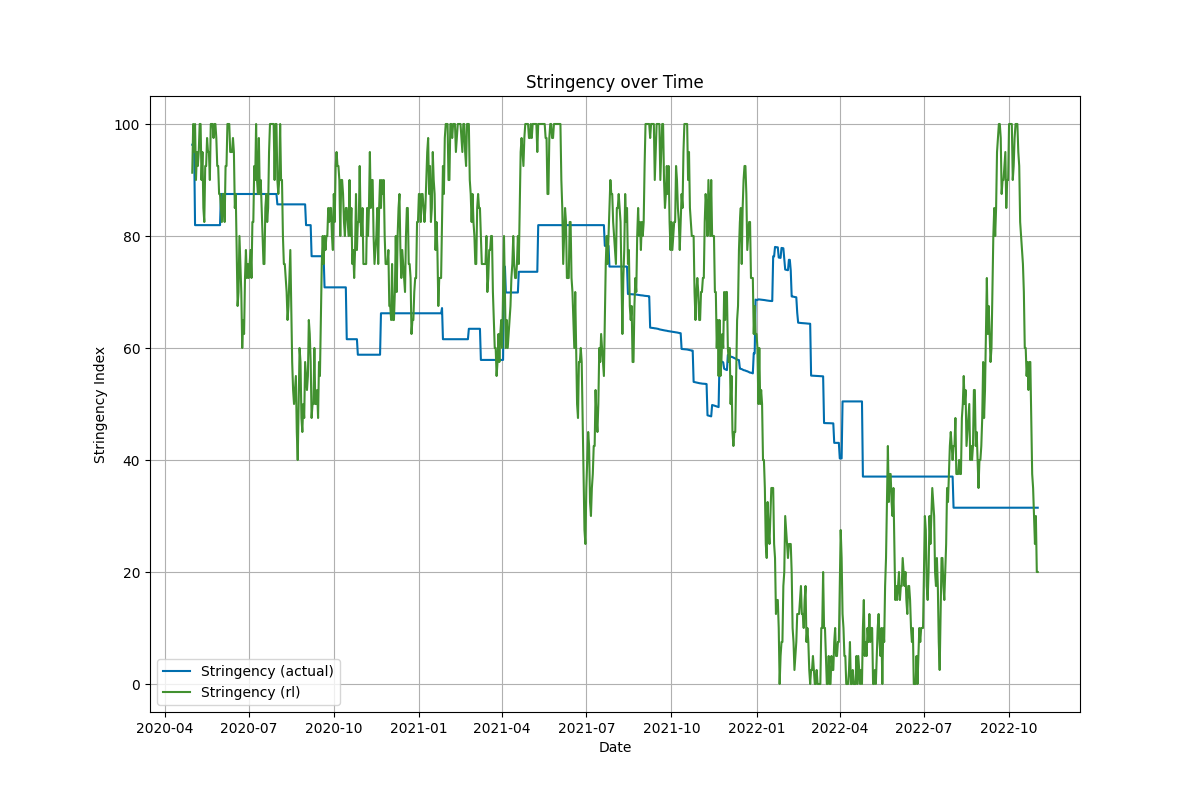 Stringency over Time
Stringency Index
100
80
60
40
20
0
Stringency (actual)
Stringency (rl)
2020-04 2020-07 2020-10 2021-01 2021-04 2021-07 2021-10 2022-01 2022-04 2022-07 2022-10
Date